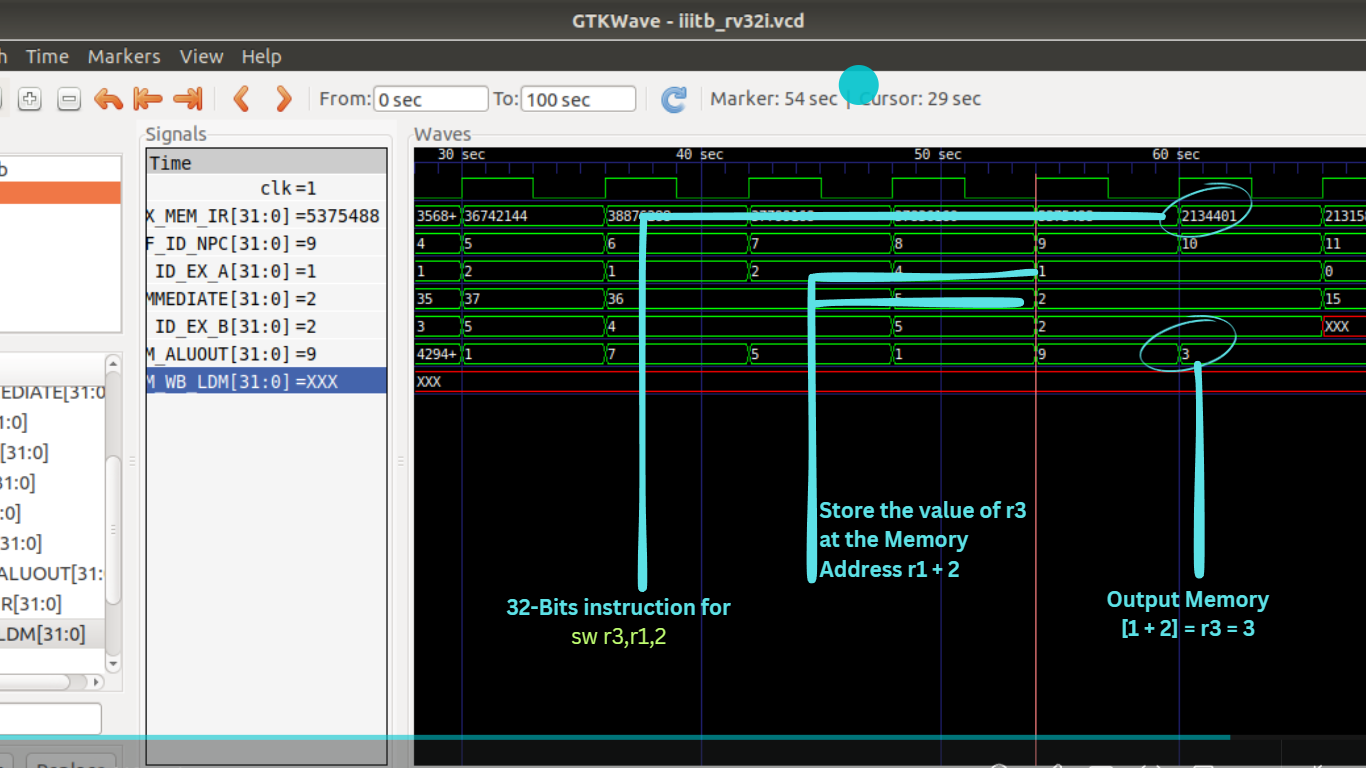 GTKWave - iiitb_rv32i.vcd
h Time Markers View Help
From: 0 sec To: 100 sec Marker: 54 sec | Cursor: 29 sec
Signals
Waves
Time
30 sec 40 sec 50 sec 60 sec
clk =1
X_MEM_IR[31:0] =5375488 3568+ 36742144 2134401
F_ID_NPC[31:0] =9 4 5 6 7 8 9 10 11
ID_EX_A[31:0] =1 1 2 1 2 4 1 0
MMEDIATE[31:0] =2 35 37 36 5 2 15
ID_EX_B[31:0] =2 3 5 4 5 2 XXX
M_ALUOUT[31:0] =9 4294+ 1 7 5 1 9 3
M_WB_LDM[31:0] =XXX XXX
b
EDIATE[31:0
1:0]
[31:0]
31:0]
:0]
31:0]
ALUOUT[31:
R[31:0]
LDM[31:0]
Store the value of r3
at the Memory
Address r1 + 2
32-Bits instruction for
sw r3,r1,2
Output Memory
[1 + 2] = r3 = 3
Replace